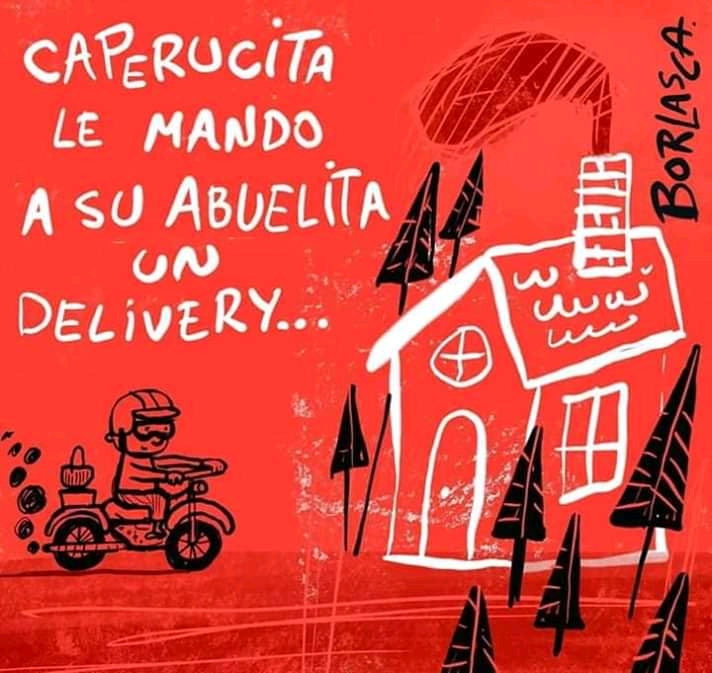 CAPERUCITA
LE MANDO
A SU ABUELITA
UN
DELIVERY...
BORLASCA.